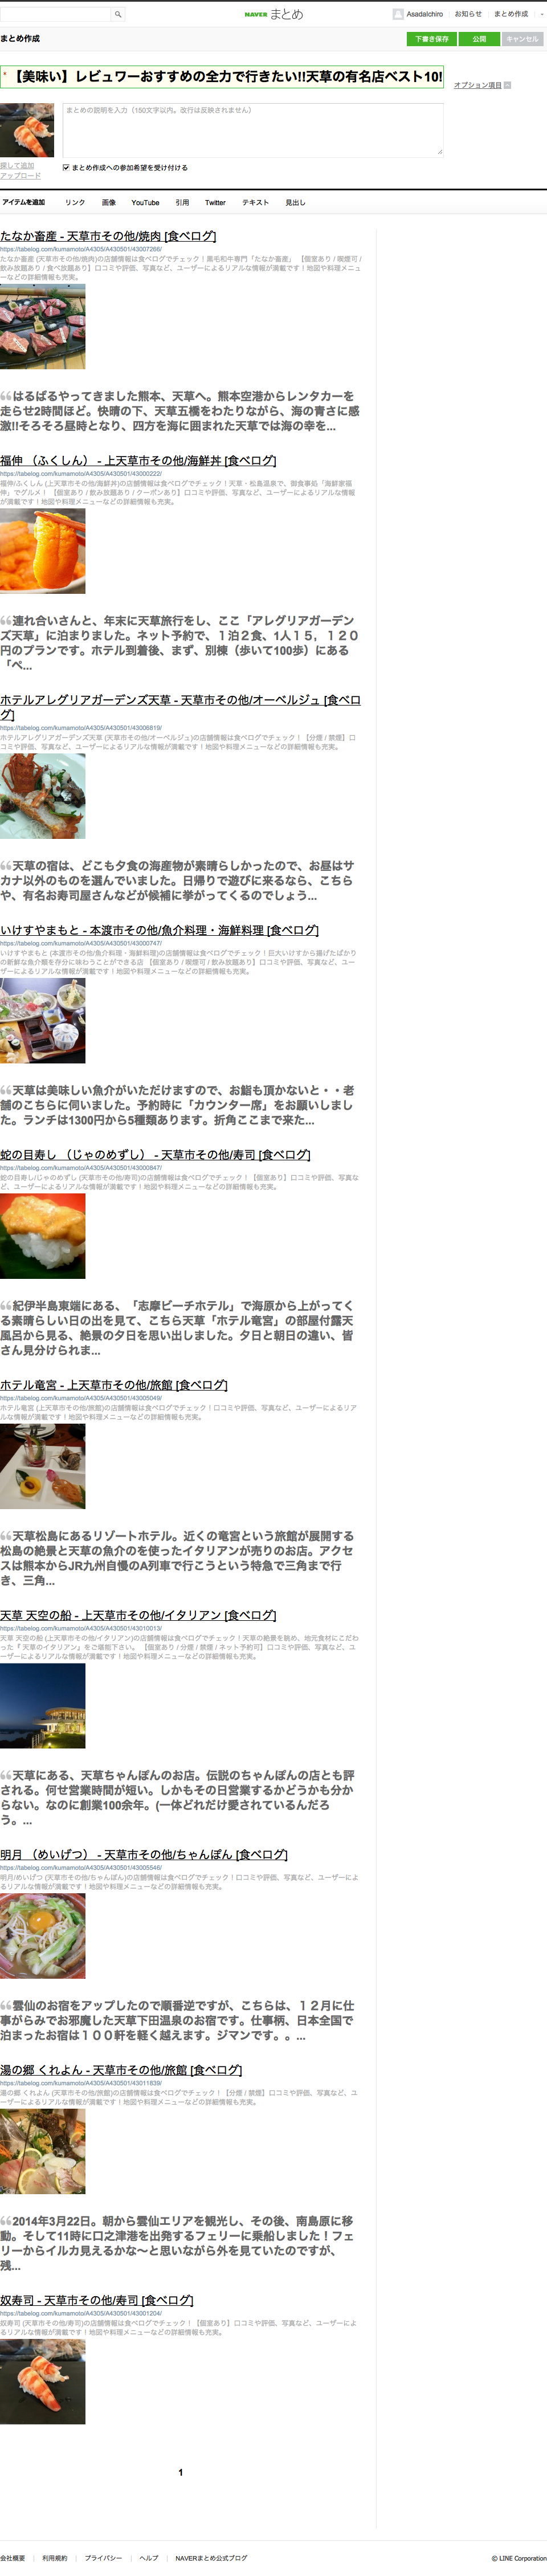 NAVER まとめ
AsadaIchiro
お知らせ
まとめ作成
まとめ作成
下書き保存
公開
キャンセル
* 【美味い】レビュワーおすすめの全力で行きたい!!天草の有名店ベスト10!
オプション項目
まとめの説明を入力（150文字以内。改行は反映されません）
探して追加
アップロード
まとめ作成への参加希望を受け付ける
アイテムを追加 リンク 画像 YouTube 引用 Twitter テキスト 見出し
たなか畜産 - 天草市その他/焼肉 [食べログ]
https://tabelog.com/kumamoto/A4305/A430501/43007286/
たなか畜産 (天草市その他/焼肉)の店舗情報は食べログでチェック！黒毛和牛専門「たなか畜産」 【個室あり / 喫煙可 /
飲み放題あり / 食べ放題あり】口コミや評価、写真など、ユーザーによるリアルな情報が満載です！地図や料理メニュ
ーなどの詳細情報も充実。
はるばるやってきました熊本、天草へ。熊本空港からレンタカーを
走らせ2時間ほど。快晴の下、天草五橋をわたりながら、海の青さに感
激!!そろそろ昼時となり、四方を海に囲まれた天草では海の幸を...
福伸 （ふくしん） - 上天草市その他/海鮮丼 [食べログ]
https://tabelog.com/kumamoto/A4305/A430501/43000222/
福伸/ふくしん (上天草市その他/海鮮丼)の店舗情報は食べログでチェック！天草・松島温泉で、御食事処「海鮮家福
伸」でグルメ！ 【個室あり / 飲み放題あり / クーポンあり】口コミや評価、写真など、ユーザーによるリアルな情報
が満載です！地図や料理メニューなどの詳細情報も充実。
連れ合いさんと、年末に天草旅行をし、ここ「アレグリアガーデン
ズ天草」に泊まりました。ネット予約で、１泊２食、1人１５，１２０
円のプランです。ホテル到着後、まず、別棟（歩いて100歩）にある
「ペ...
ホテルアレグリアガーデンズ天草 - 天草市その他/オーベルジュ [食べロ
グ]
https://tabelog.com/kumamoto/A4305/A430501/43006819/
ホテルアレグリアガーデンズ天草 (天草市その他/オーベルジュ)の店舗情報は食べログでチェック！【分煙 / 禁煙】口
コミや評価、写真など、ユーザーによるリアルな情報が満載です！地図や料理メニューなどの詳細情報も充実。
天草の宿は、どこも夕食の海産物が素晴らしかったので、お昼はサ
カナ以外のものを選んでいました。日帰りで遊びに来るなら、こちら
や、有名お寿司屋さんなどが候補に挙がってくるのでしょう...
いけすやまもと - 本渡市その他/魚介料理・海鮮料理 [食べログ]
https://tabelog.com/kumamoto/A4305/A430501/43000747/
いけすやまもと (本渡市その他/魚介料理・海鮮料理)の店舗情報は食べログでチェック！巨大いけすから揚げたばかり
の新鮮な魚介類を存分に味わうことができる店 【個室あり / 喫煙可 / 飲み放題あり】口コミや評価、写真など、ユー
ザーによるリアルな情報が満載です！地図や料理メニューなどの詳細情報も充実。
天草は美味しい魚介がいただけますので、お鮨も頂かないと・・老
舗のこちらに伺いました。予約時に「カウンター席」をお願いしまし
た。ランチは1300円から5種類あります。折角ここまで来た...
蛇の目寿し （じゃのめずし） - 天草市その他/寿司 [食べログ]
https://tabelog.com/kumamoto/A4305/A430501/43000847/
蛇の目寿し/じゃのめずし (天草市その他/寿司)の店舗情報は食べログでチェック！【個室あり】口コミや評価、写真な
ど、ユーザーによるリアルな情報が満載です！地図や料理メニューなどの詳細情報も充実。
紀伊半島東端にある、「志摩ビーチホテル」で海原から上がってく
る素晴らしい日の出を見て、こちら天草「ホテル竜宮」の部屋付露天
風呂から見る、絶景の夕日を思い出しました。夕日と朝日の違い、皆
さん見分けられま...
ホテル竜宮 - 上天草市その他/旅館 [食べログ]
https://tabelog.com/kumamoto/A4305/A430501/43005049/
ホテル竜宮 (上天草市その他/旅館)の店舗情報は食べログでチェック！口コミや評価、写真など、ユーザーによるリア
ルな情報が満載です！地図や料理メニューなどの詳細情報も充実。
天草松島にあるリゾートホテル。近くの竜宮という旅館が展開する
松島の絶景と天草の魚介のを使ったイタリアンが売りのお店。アクセ
スは熊本からJR九州自慢のA列車で行こうという特急で三角まで行
き、三角...
天草 天空の船 - 上天草市その他/イタリアン [食べログ]
https://tabelog.com/kumamoto/A4305/A430501/43010013/
天草 天空の船 (上天草市その他/イタリアン)の店舗情報は食べログでチェック！天草の絶景を眺め、地元食材にこだわ
った『 天草のイタリアン』をご堪能下さい。 【個室あり / 分煙 / 禁煙 / ネット予約可】口コミや評価、写真など、ユ
ーザーによるリアルな情報が満載です！地図や料理メニューなどの詳細情報も充実。
天草にある、天草ちゃんぽんのお店。伝説のちゃんぽんの店とも評
される。何せ営業時間が短い。しかもその日営業するかどうかも分か
らない。なのに創業100余年。(一体どれだけ愛されているんだろ
う。...
明月 （めいげつ） - 天草市その他/ちゃんぽん [食べログ]
https://tabelog.com/kumamoto/A4305/A430501/43005546/
明月/めいげつ (天草市その他/ちゃんぽん)の店舗情報は食べログでチェック！口コミや評価、写真など、ユーザーによ
るリアルな情報が満載です！地図や料理メニューなどの詳細情報も充実。
雲仙のお宿をアップしたので順番逆ですが、こちらは、１２月に仕
事がらみでお邪魔した天草下田温泉のお宿です。仕事柄、日本全国で
泊まったお宿は１００軒を軽く越えます。ジマンです。。...
湯の郷 くれよん - 天草市その他/旅館 [食べログ]
https://tabelog.com/kumamoto/A4305/A430501/43011839/
湯の郷 くれよん (天草市その他/旅館)の店舗情報は食べログでチェック！【分煙 / 禁煙】口コミや評価、写真など、ユ
ーザーによるリアルな情報が満載です！地図や料理メニューなどの詳細情報も充実。
2014年3月22日。朝から雲仙エリアを観光し、その後、南島原に移
動。そして11時に口之津港を出発するフェリーに乗船しました！フェ
リーからイルカ見えるかな～と思いながら外を見ていたのですが、
残...
奴寿司 - 天草市その他/寿司 [食べログ]
https://tabelog.com/kumamoto/A4305/A430501/43001204/
奴寿司 (天草市その他/寿司)の店舗情報は食べログでチェック！【個室あり】口コミや評価、写真など、ユーザーによ
るリアルな情報が満載です！地図や料理メニューなどの詳細情報も充実。
1
会社概要 利用規約 プライバシー ヘルプ NAVERまとめ公式ブログ
© LINE Corporation